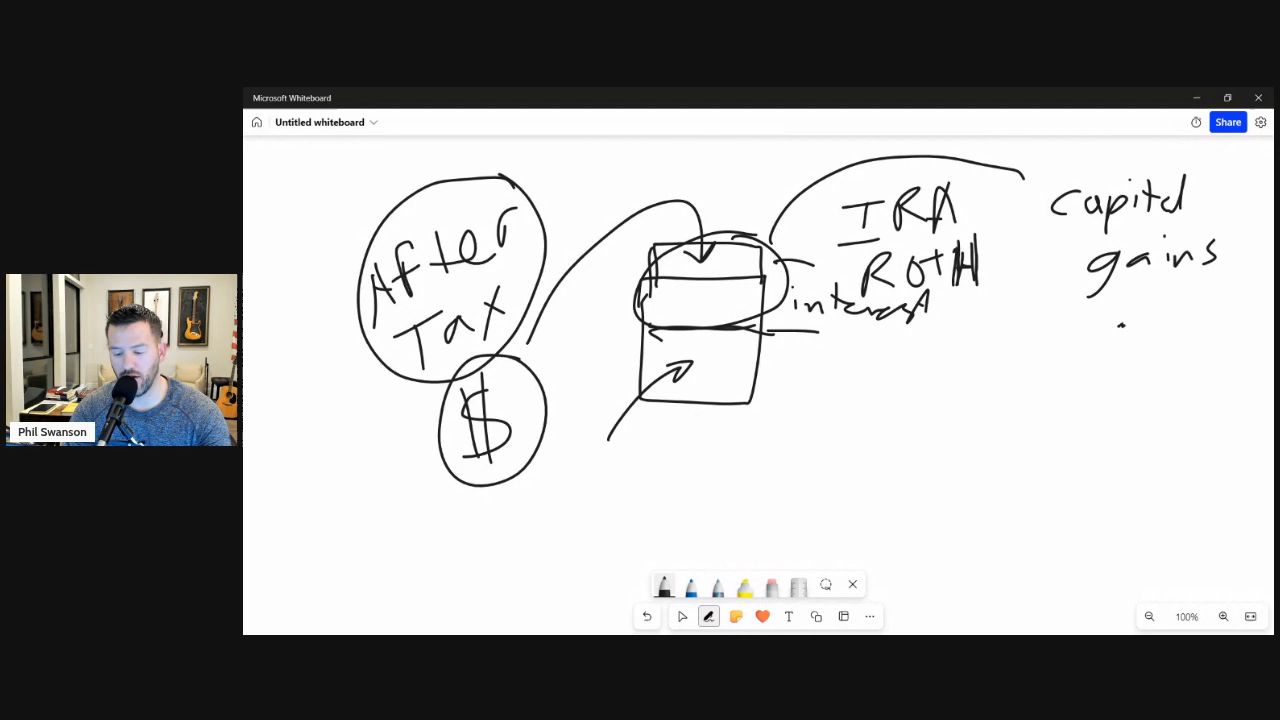 Microsoft Whiteboard
Untitled whiteboard
Share
After
Tax
$
IRA
ROTH
interest
capital
gains
Phil Swanson
T
100%